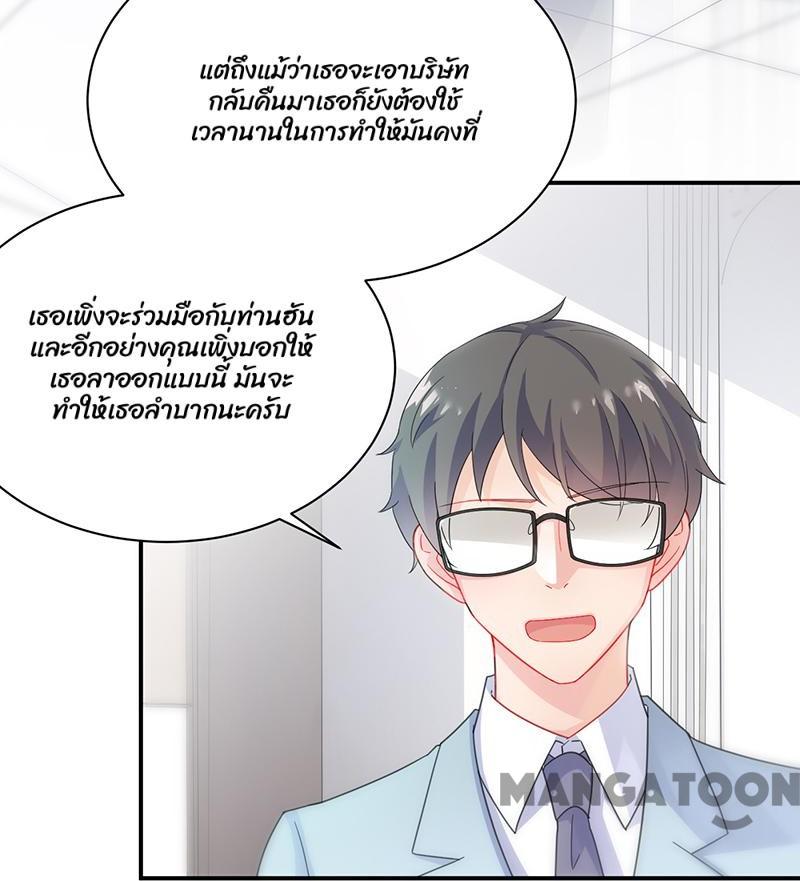 แต่ถึงแม้ว่าเธอจะเอาบริษัท
กลับคืนมาเธอก็ยังต้องใช้
เวลานานในการทำให้มันคงที่
เธอเพิ่งจะร่วมมือกับท่านฮัน
และอีกอย่างคุณเพิ่งบอกให้
เธอลาออกแบบนี้ มันจะ
ทำให้เธอลำบากนะครับ
MANGATOON